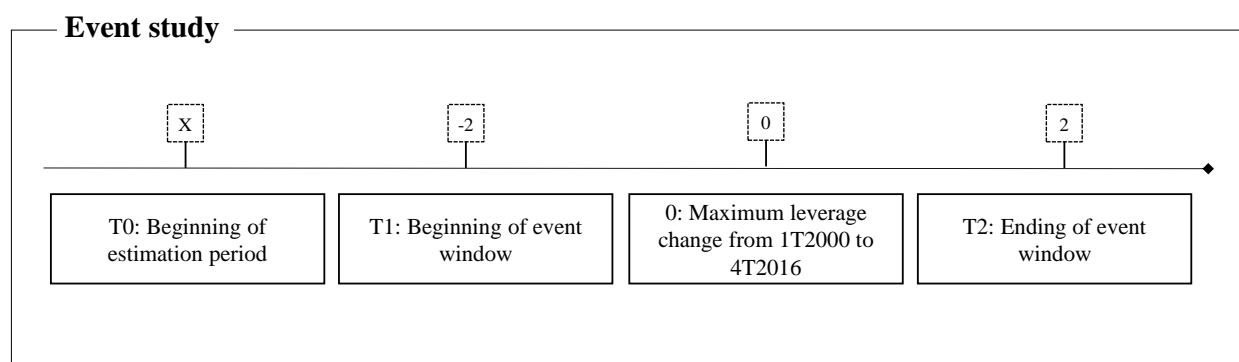 Event study
X
-2
0
2
T0: Beginning of
estimation period
T1: Beginning of event
window
0: Maximum leverage
change from 1T2000 to
4T2016
T2: Ending of event
window